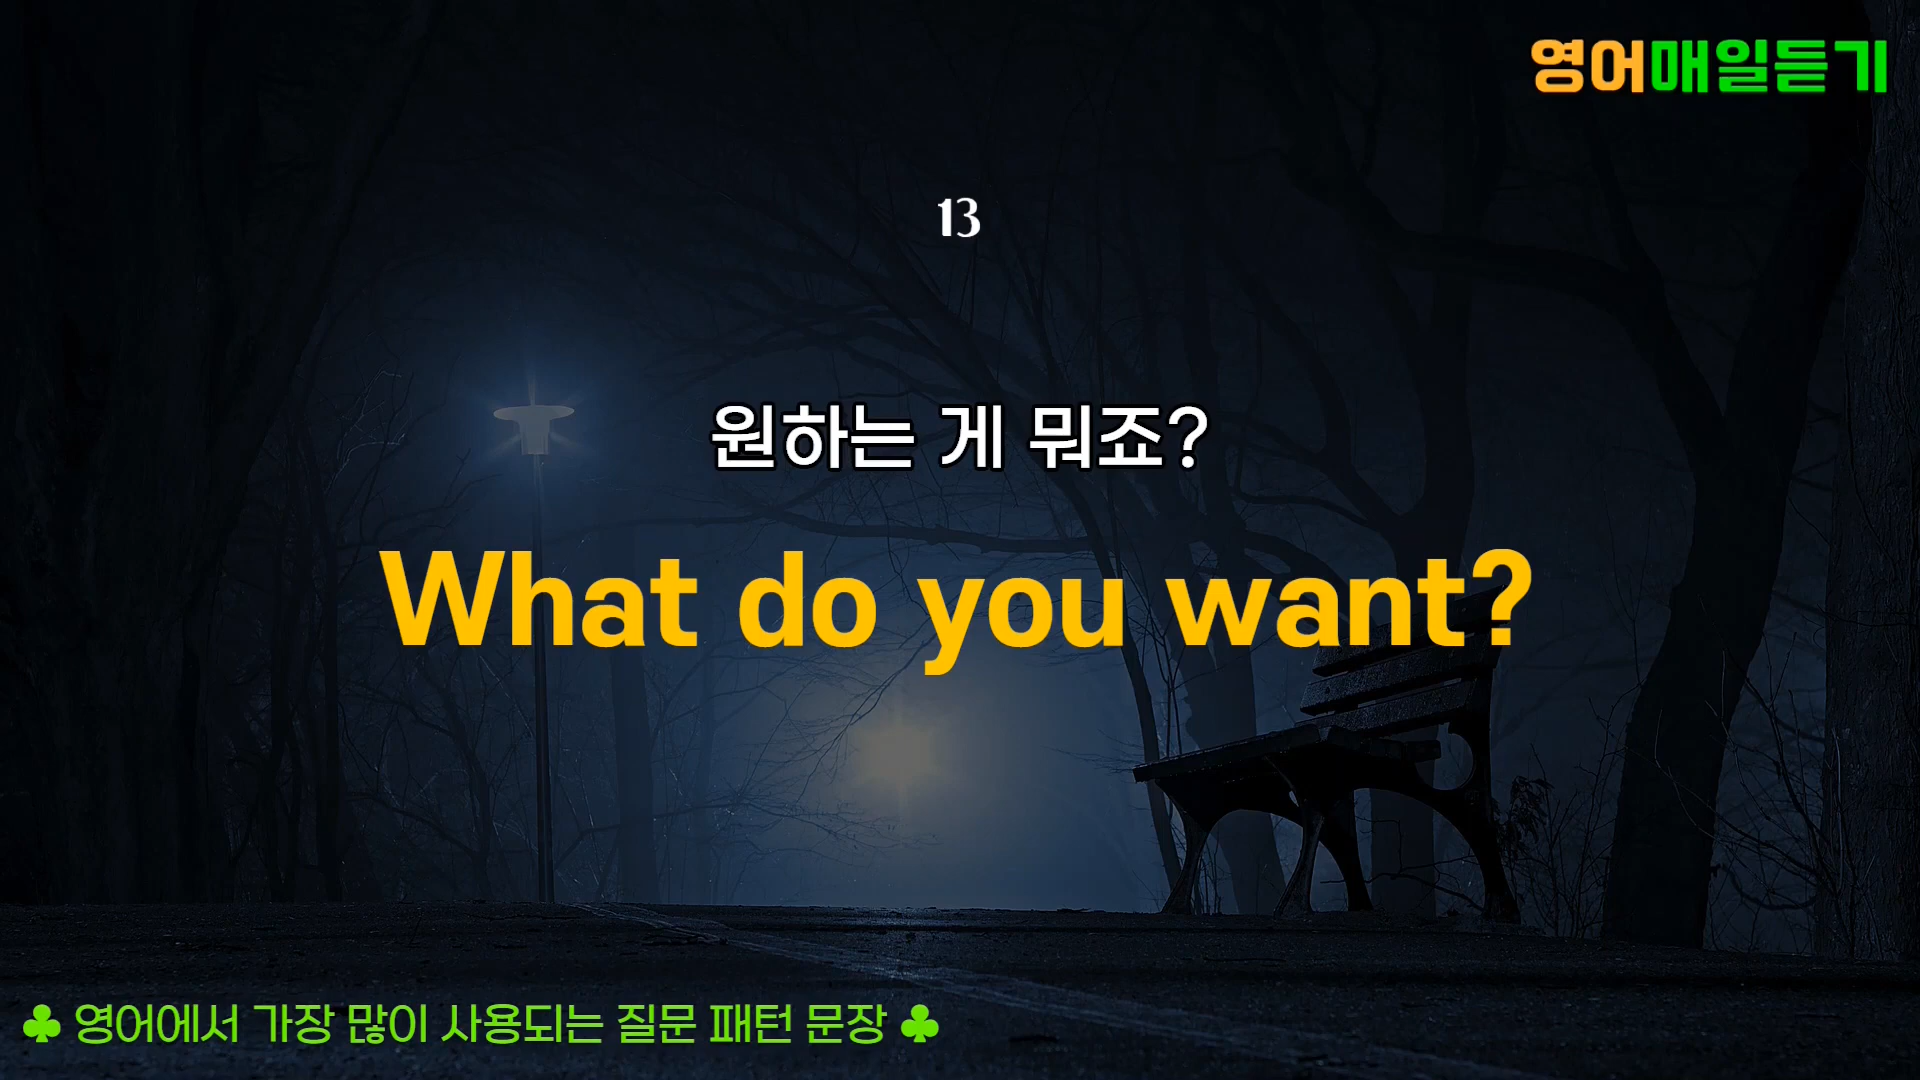 영어매일듣기
13
원하는 게 뭐죠?
What do you want?
♣ 영어에서 가장 많이 사용되는 질문 패턴 문장 ♣